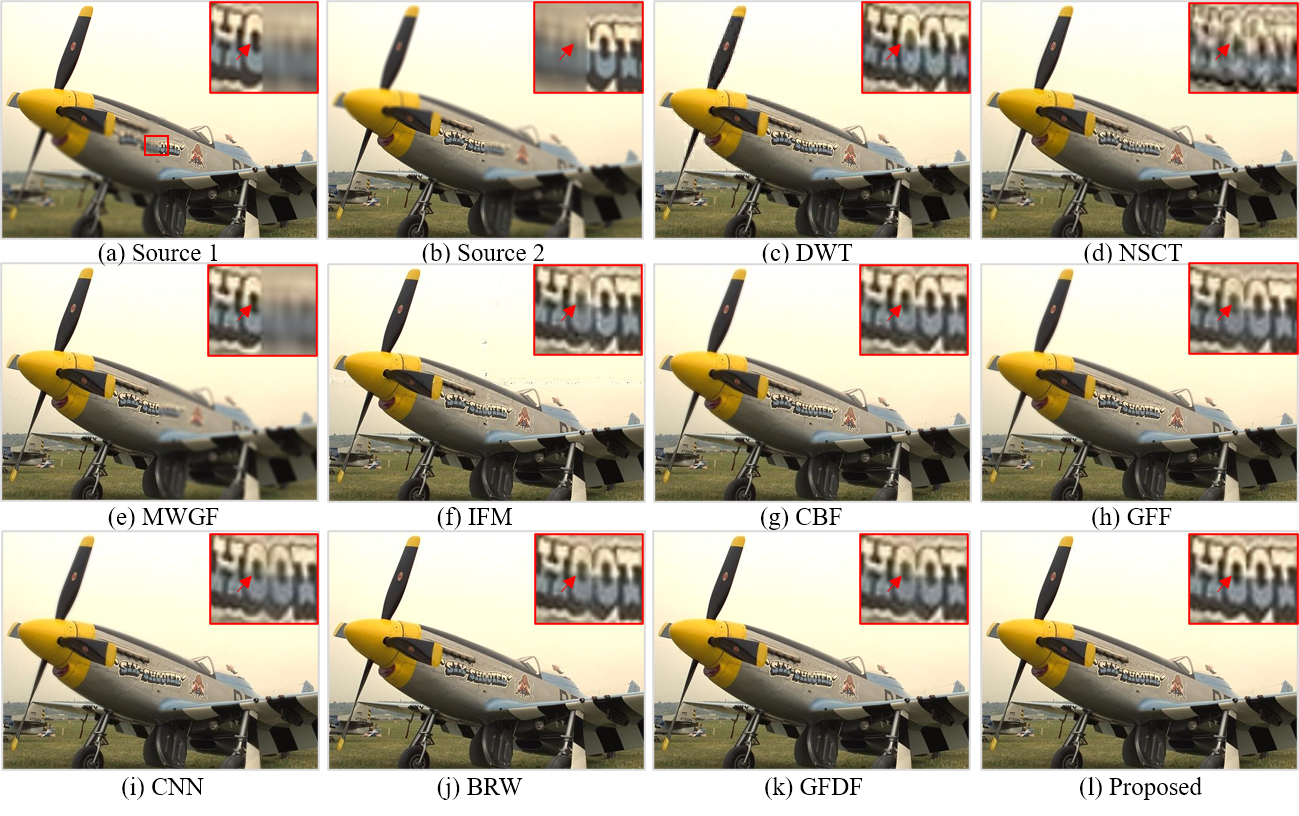 (a) Source 1
(b) Source 2
(c) DWT
(d) NSCT
(e) MWGF
(f) IFM
(g) CBF
(h) GFF
(i) CNN
(j) BRW
(k) GFDF
(l) Proposed